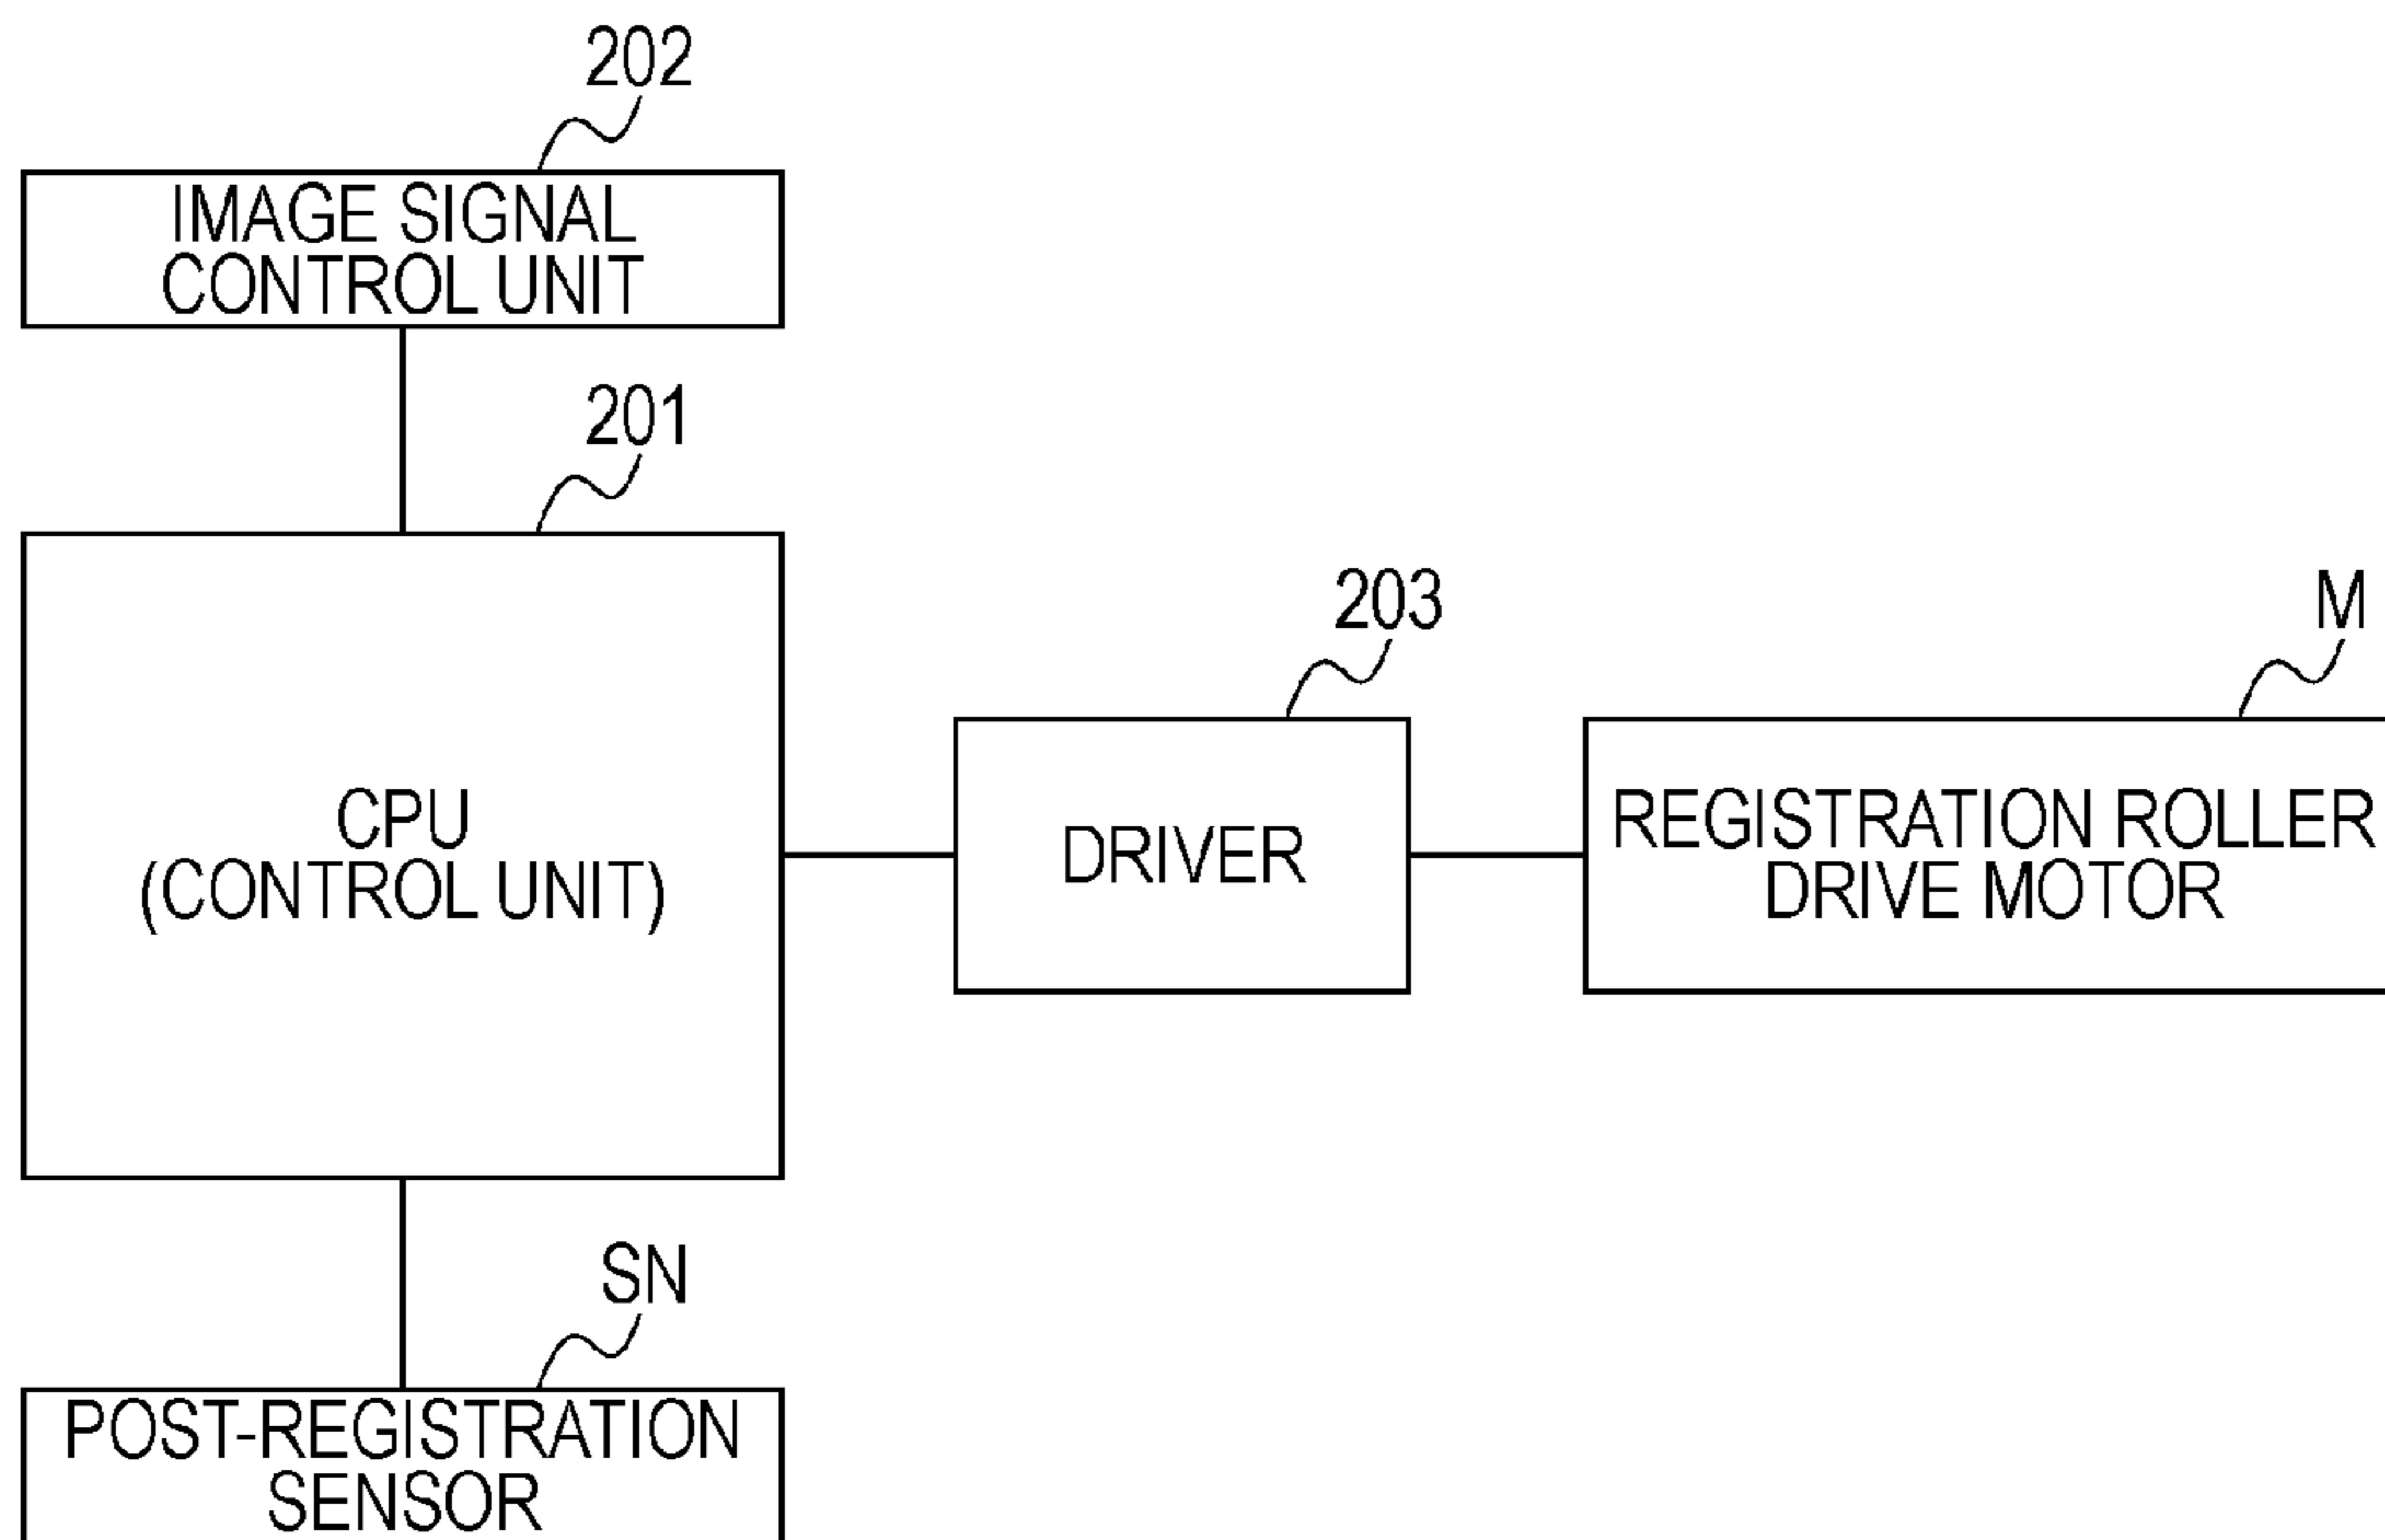 202
IMAGE SIGNAL
CONTROL UNIT
201
CPU
(CONTROL UNIT)
203
DRIVER
M
REGISTRATION ROLLER
DRIVE MOTOR
SN
POST-REGISTRATION
SENSOR